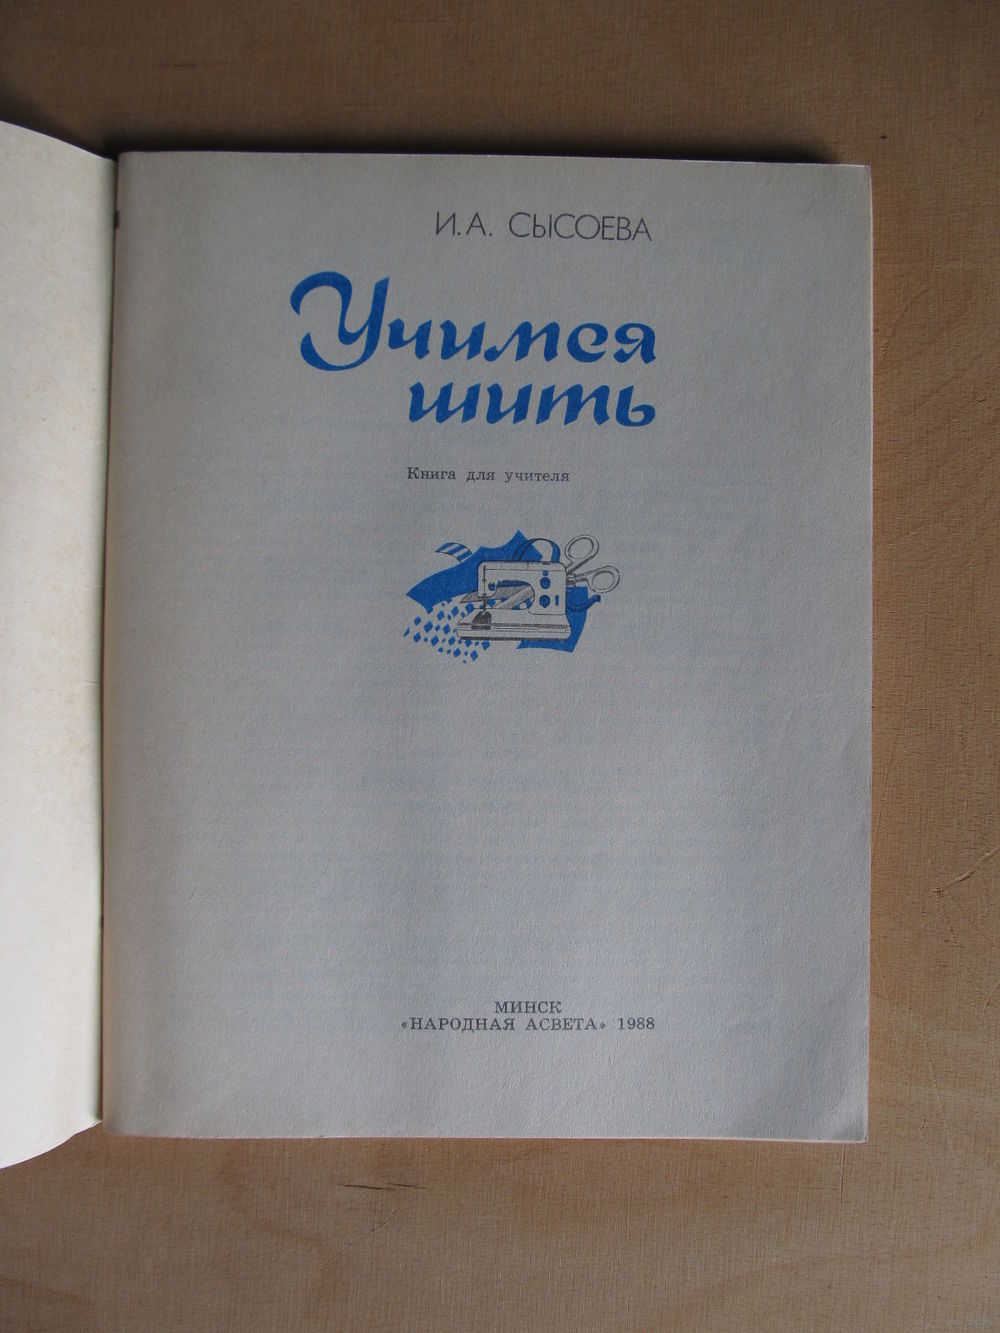 И. А. СЫСОЕВА
Учимся
шить
Книга для учителя
МИНСК
«НАРОДНАЯ АСВЕТА» 1988